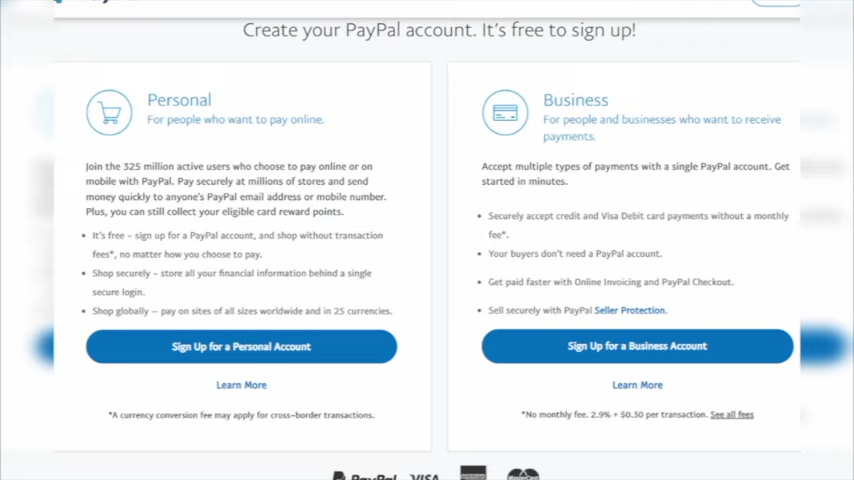 Create your PayPal account. It's free to sign up!
Personal
For people who want to pay online.
Join the 325 million active users who choose to pay online or on
mobile with PayPal. Pay securely at millions of stores and send
money quickly to anyone's PayPal email address or mobile number.
Plus, you can still collect your eligible card reward points.
• It's free – sign up for a PayPal account, and shop without transaction
fees*, no matter how you choose to pay.
• Shop securely – store all your financial information behind a single
secure login.
• Shop globally – pay on sites of all sizes worldwide and in 25 currencies.
Sign Up for a Personal Account
Learn More
*A currency conversion fee may apply for cross-border transactions.
Business
For people and businesses who want to receive
payments.
Accept multiple types of payments with a single PayPal account. Get
started in minutes.
• Securely accept credit and Visa Debit card payments without a monthly
fee*.
• Your buyers don't need a PayPal account.
• Get paid faster with Online Invoicing and PayPal Checkout.
• Sell securely with PayPal Seller Protection.
Sign Up for a Business Account
Learn More
*No monthly fee. 2.9% + $0.30 per transaction. See all fees
PayPal VISA